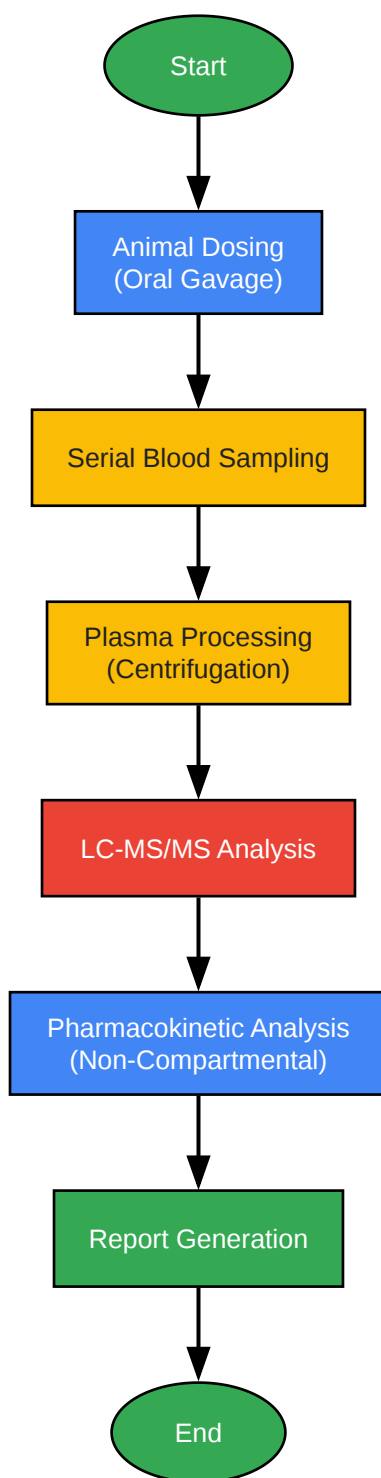 Start
Animal Dosing
(Oral Gavage)
Serial Blood Sampling
Plasma Processing
(Centrifugation)
LC-MS/MS Analysis
Pharmacokinetic Analysis
(Non-Compartmental)
Report Generation
End